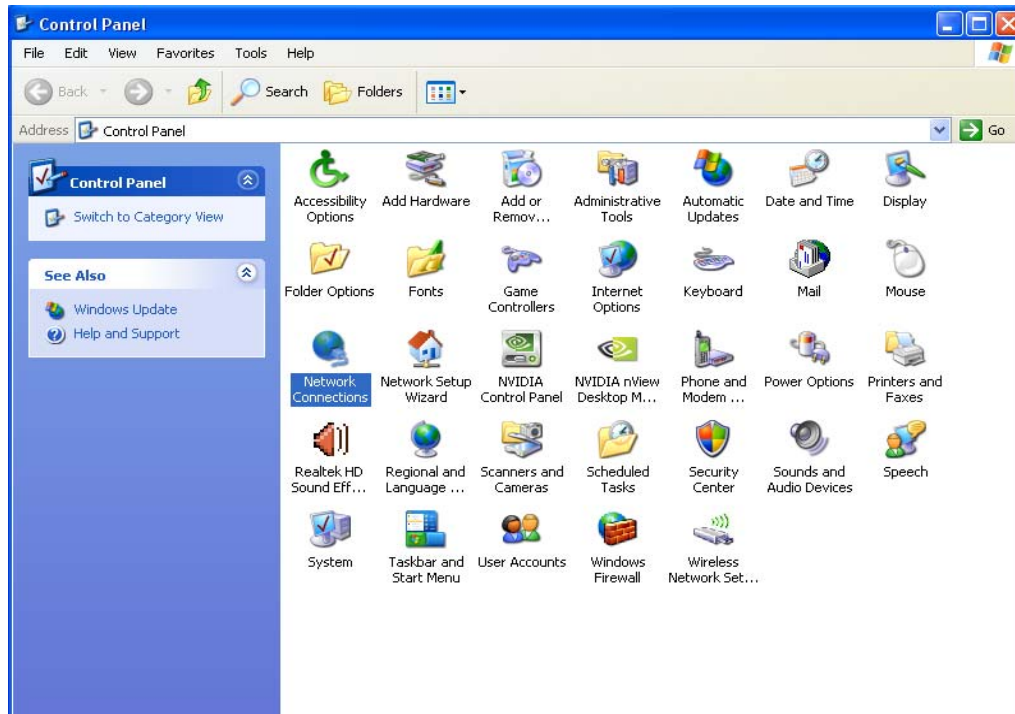 Control Panel
File Edit View Favorites Tools Help
Back Search Folders
Address Control Panel Go
Control Panel
Switch to Category View
See Also
Windows Update
Help and Support
Accessibility Options
Add Hardware
Add or Remov...
Administrative Tools
Automatic Updates
Date and Time
Display
Folder Options
Fonts
Game Controllers
Internet Options
Keyboard
Mail
Mouse
Network Connections
Network Setup Wizard
NVIDIA Control Panel
NVIDIA nView Desktop M...
Phone and Modem ...
Power Options
Printers and Faxes
Realtek HD Sound Eff...
Regional and Language ...
Scanners and Cameras
Scheduled Tasks
Security Center
Sounds and Audio Devices
Speech
System
Taskbar and Start Menu
User Accounts
Windows Firewall
Wireless Network Set...